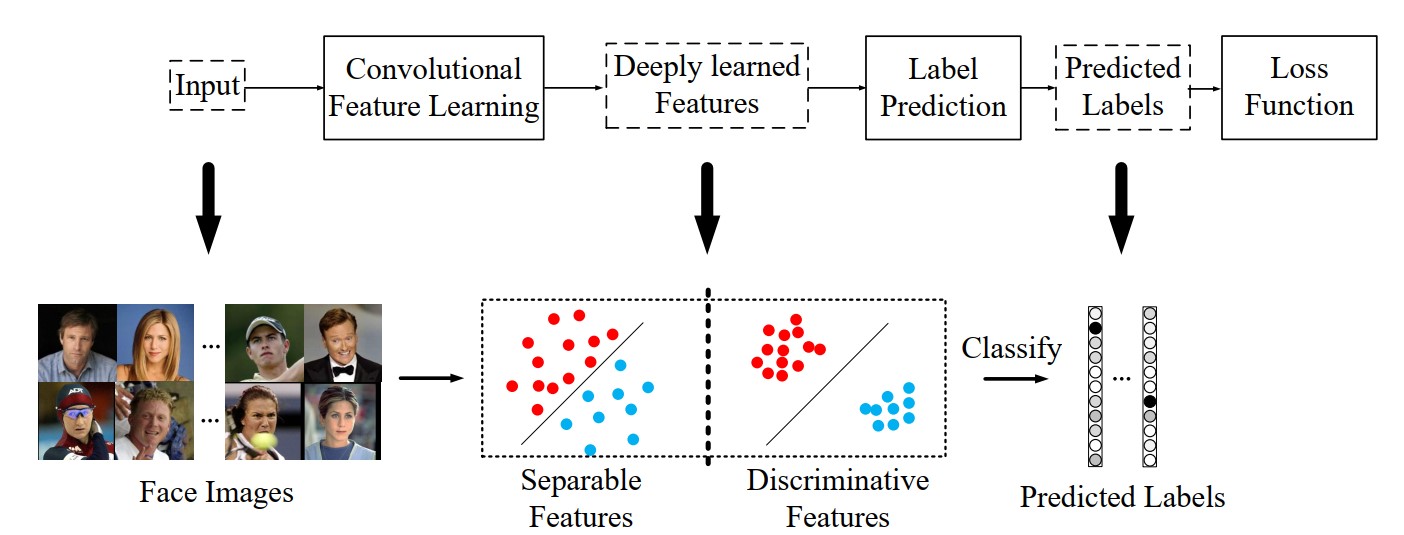 Input
Convolutional
Feature Learning
Deeply learned
Features
Label
Prediction
Predicted
Labels
Loss
Function
...
...
Face Images
Separable
Features
Discriminative
Features
Classify
...
Predicted Labels